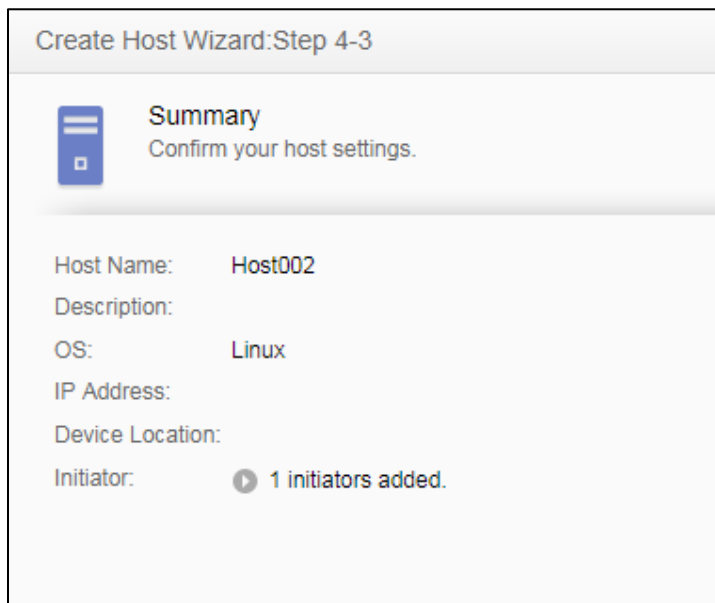 Create Host Wizard:Step 4-3
Summary
Confirm your host settings.
Host Name: Host002
Description:
OS: Linux
IP Address:
Device Location:
Initiator: 1 initiators added.